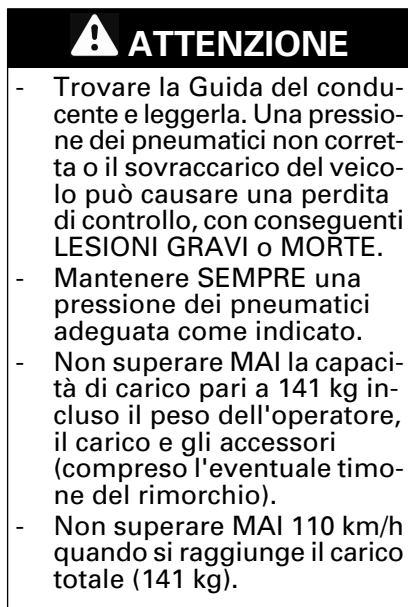 ATTENZIONE
- Trovare la Guida del condu-
cente e leggerla. Una pressio-
ne dei pneumatici non corret-
ta o il sovraccarico del veico-
lo può causare una perdita
di controllo, con conseguenti
LESIONI GRAVI o MORTE.
- Mantenere SEMPRE una
pressione dei pneumatici
adeguata come indicato.
- Non superare MAI la capaci-
tà di carico pari a 141 kg in-
cluso il peso dell'operatore,
il carico e gli accessori
(compreso l'eventuale timo-
ne del rimorchio).
- Non superare MAI 110 km/h
quando si raggiunge il carico
totale (141 kg).